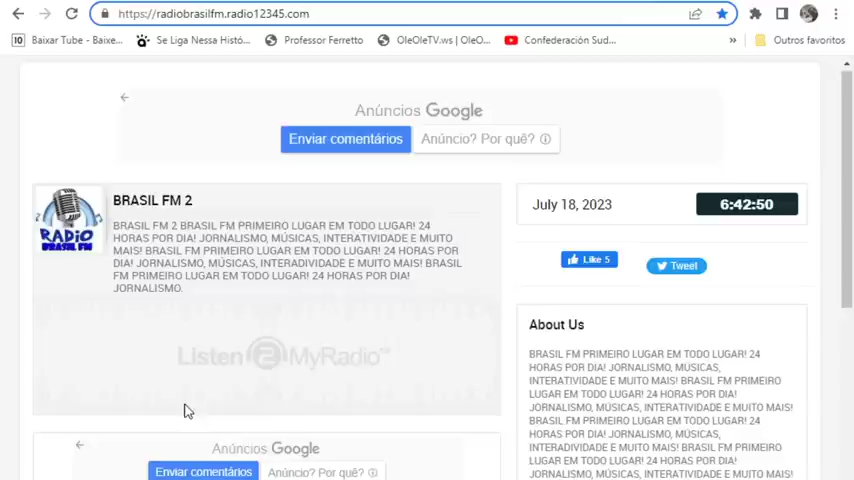 https://radiobrasilfm.radio12345.com
Baixar Tube - Baixe... Se Liga Nessa Histó... Professor Ferretto OleOleTV.ws | OleO... Confederación Sud... » Outros favoritos
Anúncios Google
Enviar comentários Anúncio? Por quê?
RADIO
BRASIL FM
BRASIL FM 2
BRASIL FM 2 BRASIL FM PRIMEIRO LUGAR EM TODO LUGAR! 24
HORAS POR DIA! JORNALISMO, MÚSICAS, INTERATIVIDADE E MUITO
MAIS! BRASIL FM PRIMEIRO LUGAR EM TODO LUGAR! 24 HORAS POR
DIA! JORNALISMO, MÚSICAS, INTERADIVIDADE E MUITO MAIS! BRASIL
FM PRIMEIRO LUGAR EM TODO LUGAR! 24 HORAS POR DIA!
JORNALISMO.
Listen 2 MyRadio™
Anúncios Google
Enviar comentários Anúncio? Por quê?
July 18, 2023 6:42:50
Like 5 Tweet
About Us
BRASIL FM PRIMEIRO LUGAR EM TODO LUGAR! 24
HORAS POR DIA! JORNALISMO, MÚSICAS,
INTERATIVIDADE E MUITO MAIS! BRASIL FM PRIMEIRO
LUGAR EM TODO LUGAR! 24 HORAS POR DIA!
JORNALISMO, MÚSICAS, INTERATIVIDADE E MUITO MAIS!
BRASIL FM PRIMEIRO LUGAR EM TODO LUGAR! 24
HORAS POR DIA! JORNALISMO, MÚSICAS,
INTERATIVIDADE E MUITO MAIS! BRASIL FM PRIMEIRO
LUGAR EM TODO LUGAR! 24 HORAS POR DIA!
JORNALISMO, MÚSICAS, INTERATIVIDADE E MUITO MAIS!